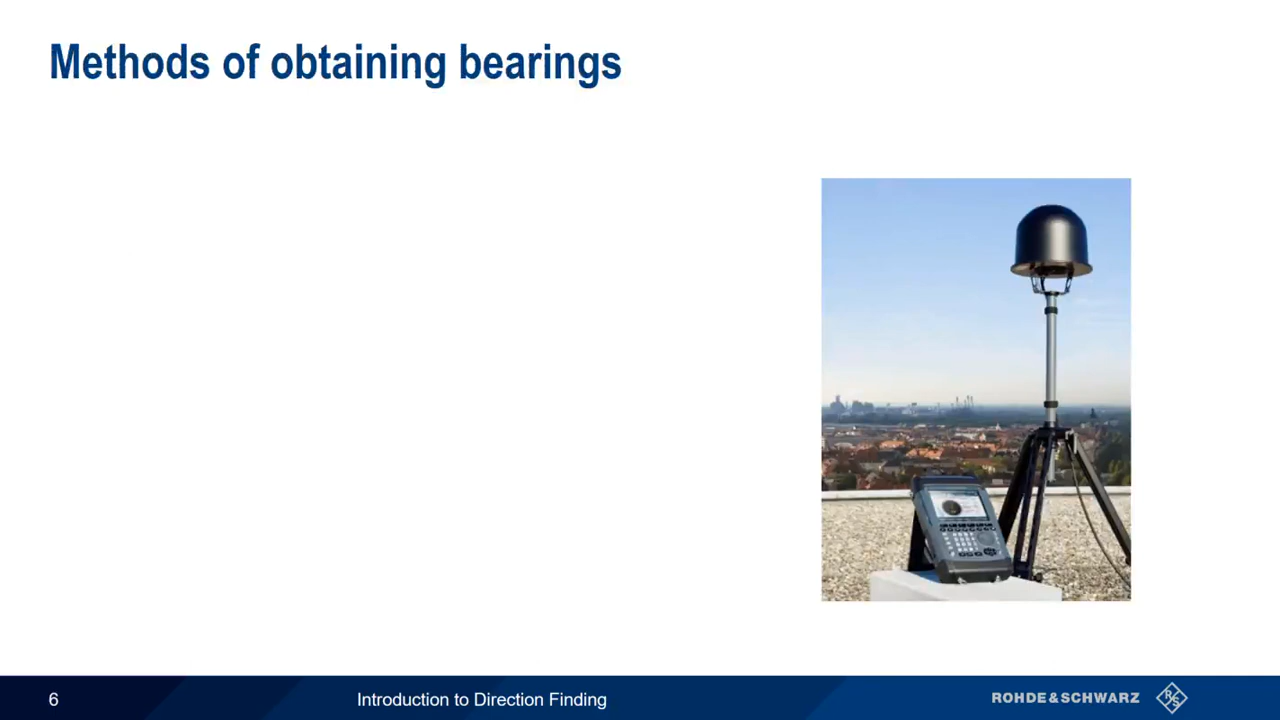 Methods of obtaining bearings
6
Introduction to Direction Finding
ROHDE&SCHWARZ
R&S